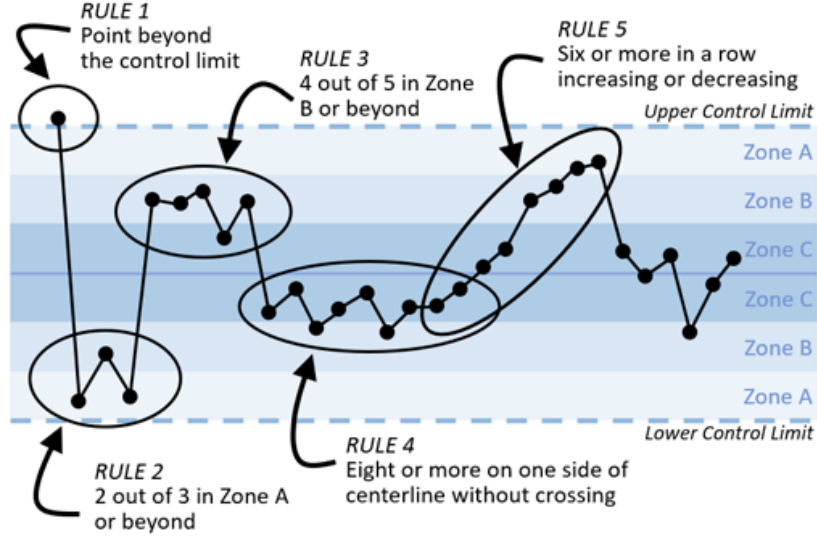 RULE 1
Point beyond
the control limit
RULE 3
4 out of 5 in Zone
B or beyond
RULE 5
Six or more in a row
increasing or decreasing
Upper Control Limit
Zone A
Zone B
Zone C
Zone C
Zone B
Zone A
Lower Control Limit
RULE 2
2 out of 3 in Zone A
or beyond
RULE 4
Eight or more on one side of
centerline without crossing